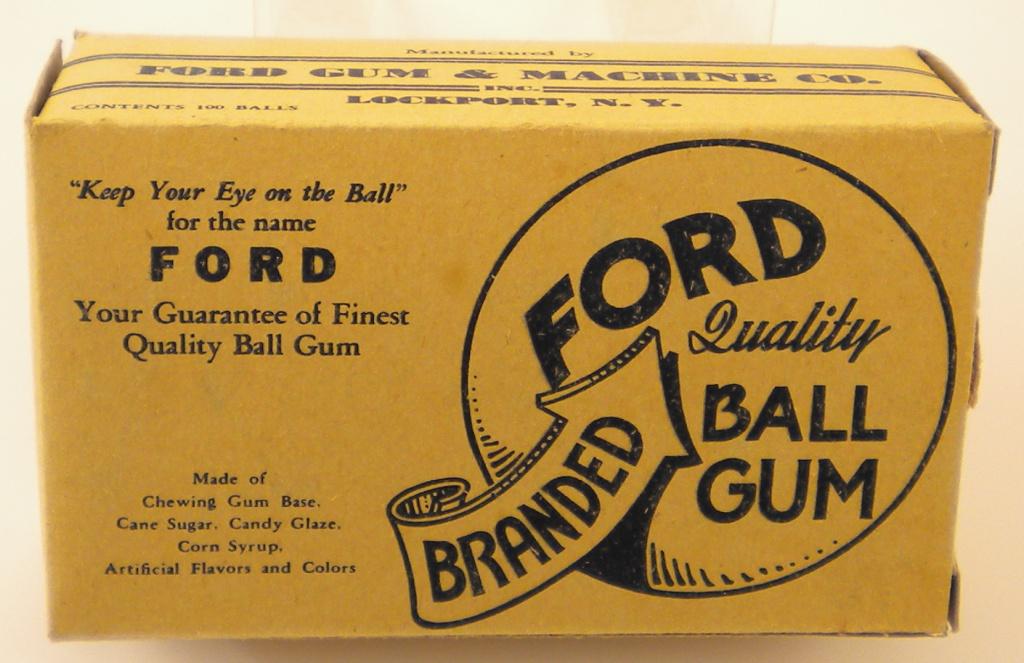 Manufactured by
FORD GUM & MACHINE CO.
INC.
CONTENTS 100 BALLS
LOCKPORT, N. Y.
"Keep Your Eye on the Ball"
for the name
FORD
Your Guarantee of Finest
Quality Ball Gum
Made of
Chewing Gum Base,
Cane Sugar, Candy Glaze,
Corn Syrup,
Artificial Flavors and Colors
FORD
Quality
BALL
GUM
BRANDED